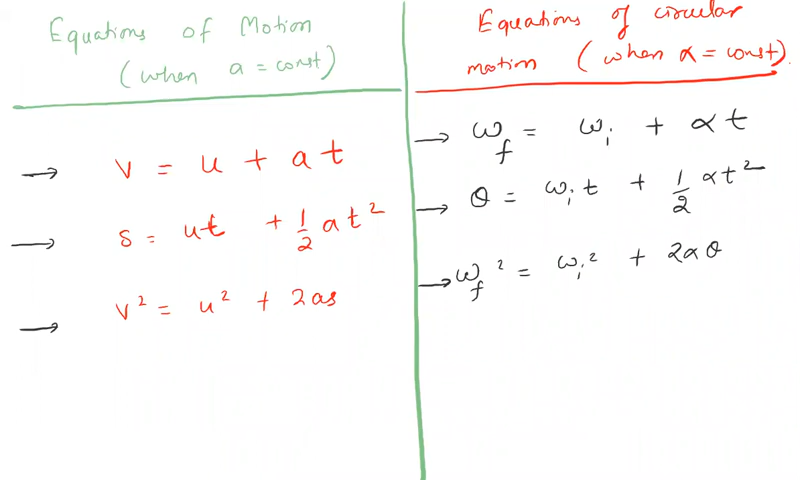 Equations of Motion
(when a = const)
→ v = u + at
→ s = ut + 1/2 at²
→ v² = u² + 2as
Equations of circular
motion (when α = const).
→ ω_f = ω_i + αt
→ θ = ω_i t + 1/2 αt²
→ ω_f² = ω_i² + 2αθ